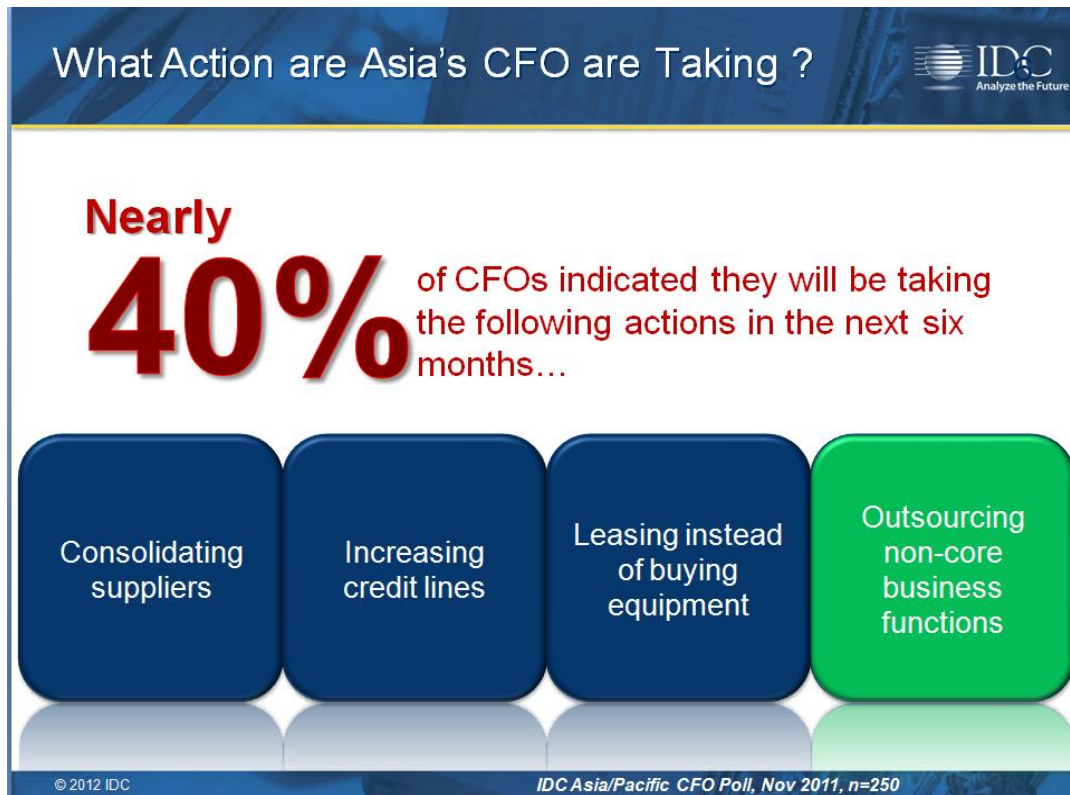 What Action are Asia's CFO are Taking ?
IDC
6
Analyze the Future
Nearly
40%
of CFOs indicated they will be taking
the following actions in the next six
months…
Consolidating
suppliers
Increasing
credit lines
Leasing instead
of buying
equipment
Outsourcing
non-core
business
functions
© 2012 IDC
IDC Asia/Pacific CFO Poll, Nov 2011, n=250